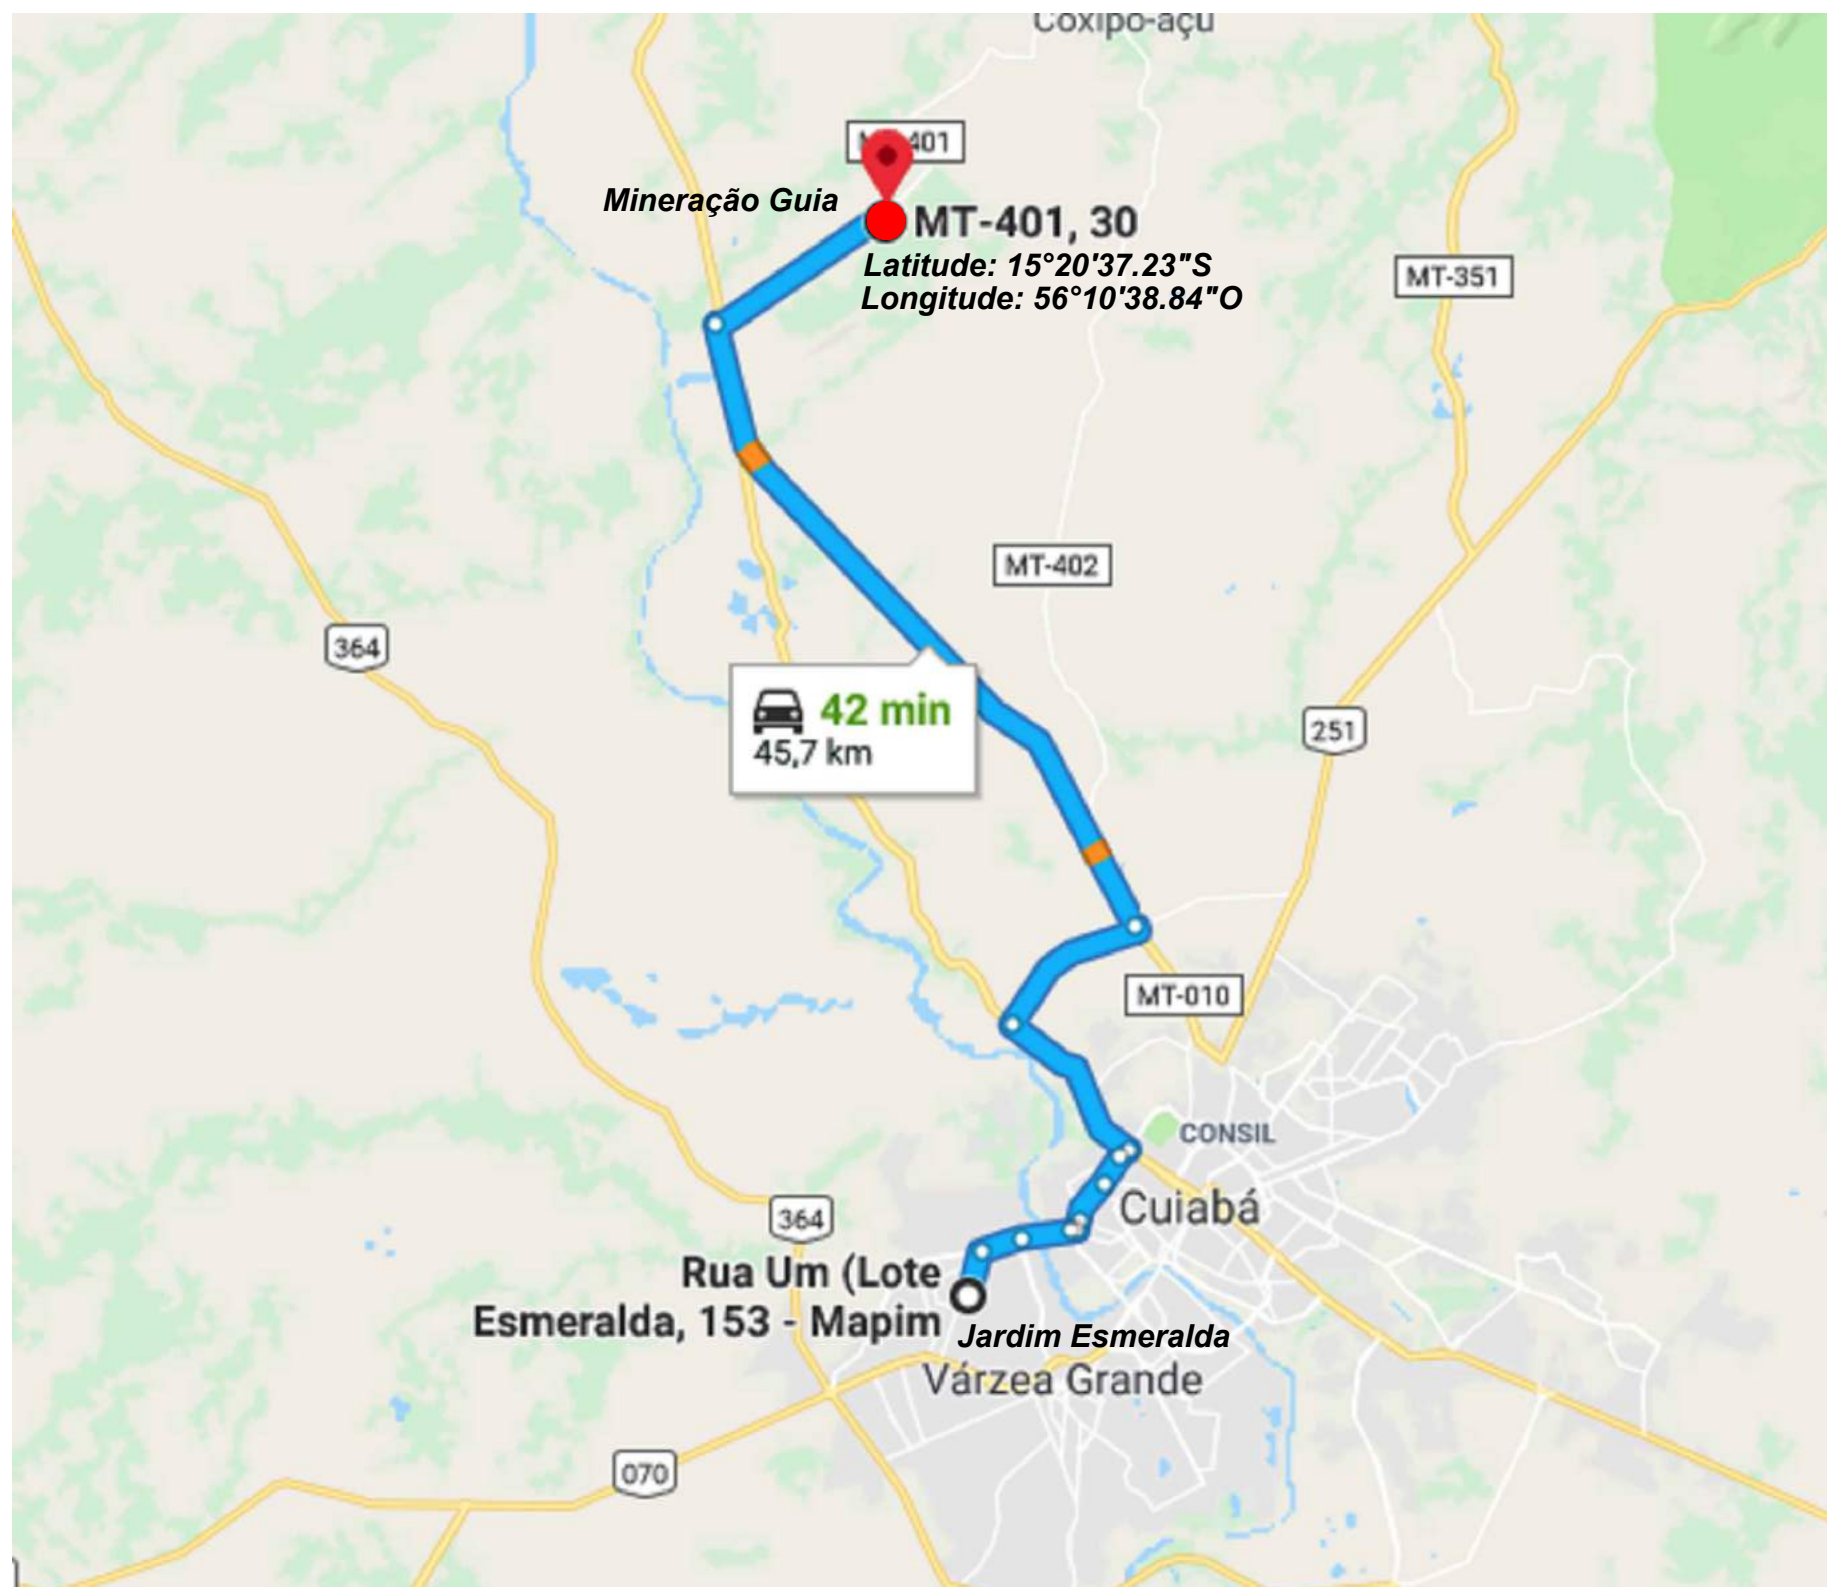 Coxipó-açu
401
Mineração Guia
MT-401, 30
Latitude: 15°20'37.23"S
Longitude: 56°10'38.84"O
MT-351
MT-402
364
42 min
45,7 km
251
MT-010
CONSIL
Cuiabá
364
Rua Um (Lote
Esmeralda, 153 - Mapim
Jardim Esmeralda
Várzea Grande
070